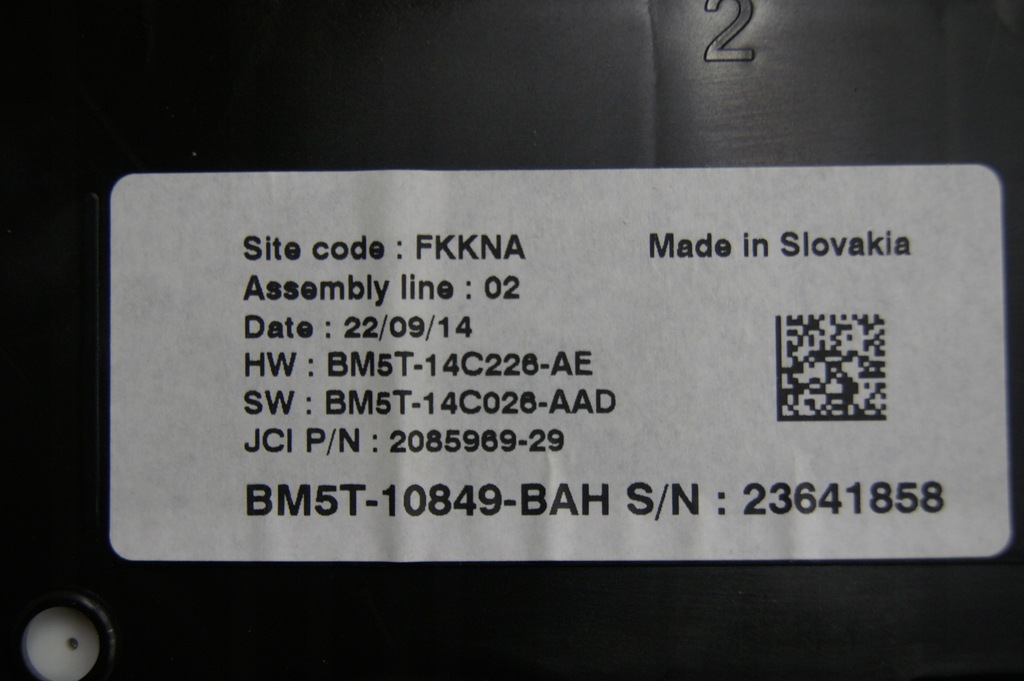 2
Site code : FKKNA
Made in Slovakia
Assembly line : 02
Date : 22/09/14
HW : BM5T-14C226-AE
SW : BM5T-14C026-AAD
JCI P/N : 2085969-29
BM5T-10849-BAH S/N : 23641858